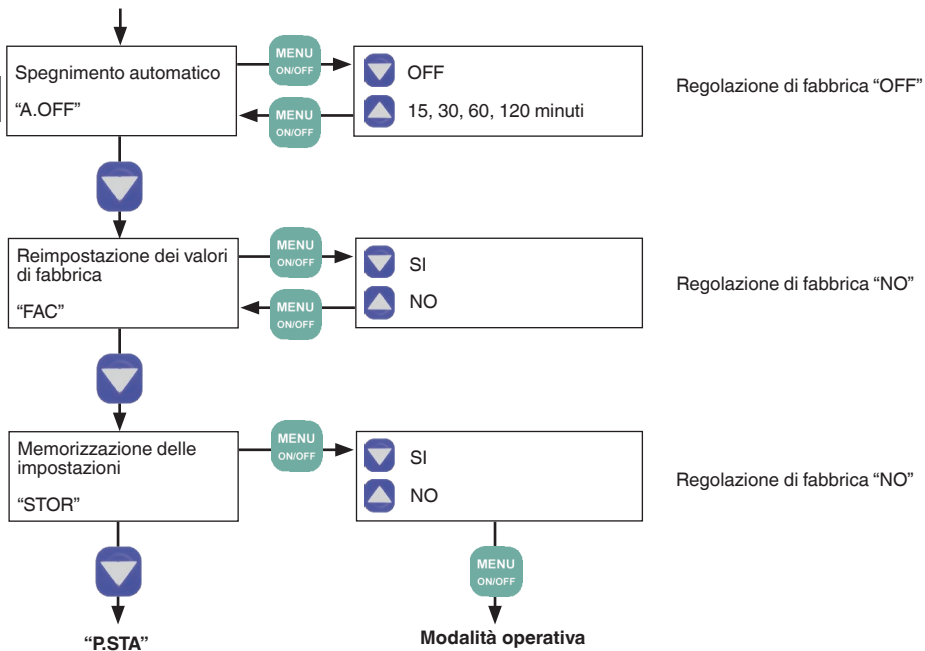 Spegnimento automatico
"A.OFF"
MENU
ON/OFF
MENU
ON/OFF
OFF
15, 30, 60, 120 minuti
Regolazione di fabbrica "OFF"
Reimpostazione dei valori
di fabbrica
"FAC"
MENU
ON/OFF
MENU
ON/OFF
SI
NO
Regolazione di fabbrica "NO"
Memorizzazione delle
impostazioni
"STOR"
MENU
ON/OFF
SI
NO
Regolazione di fabbrica "NO"
MENU
ON/OFF
"P.STA"
Modalità operativa